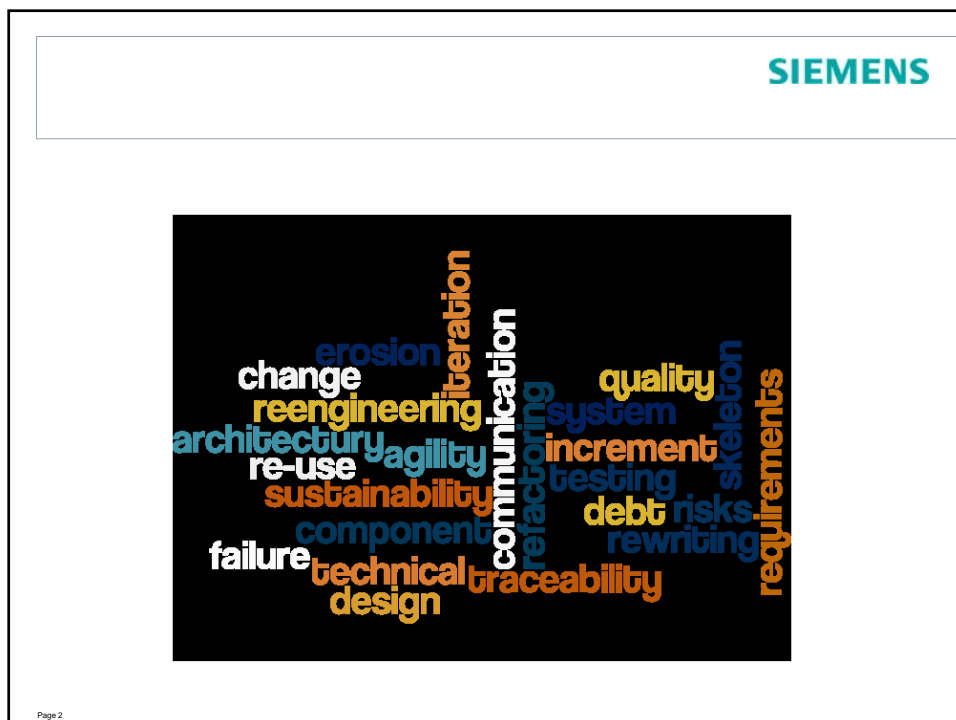 SIEMENS
iteration
erosion
change
communication
quality
skeleton
requirements
reengineering
refactoring
system
architectury
agility
increment
re-use
testing
sustainability
debt
risks
component
rewriting
failure
technical
traceability
design
Page 2